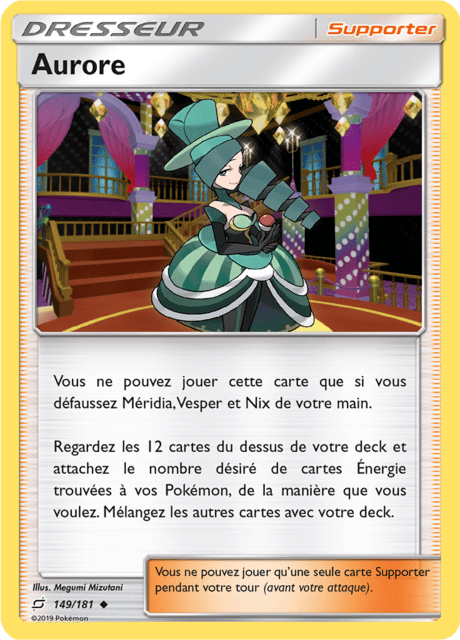 DRESSEUR
Supporter
Aurore
Vous ne pouvez jouer cette carte que si vous
défaussez Méridia,Vesper et Nix de votre main.
Regardez les 12 cartes du dessus de votre deck et
attachez le nombre désiré de cartes Énergie
trouvées à vos Pokémon, de la manière que vous
voulez. Mélangez les autres cartes avec votre deck.
Illus. Megumi Mizutani
149/181
©2019 Pokémon
Vous ne pouvez jouer qu'une seule carte Supporter
pendant votre tour (avant votre attaque).